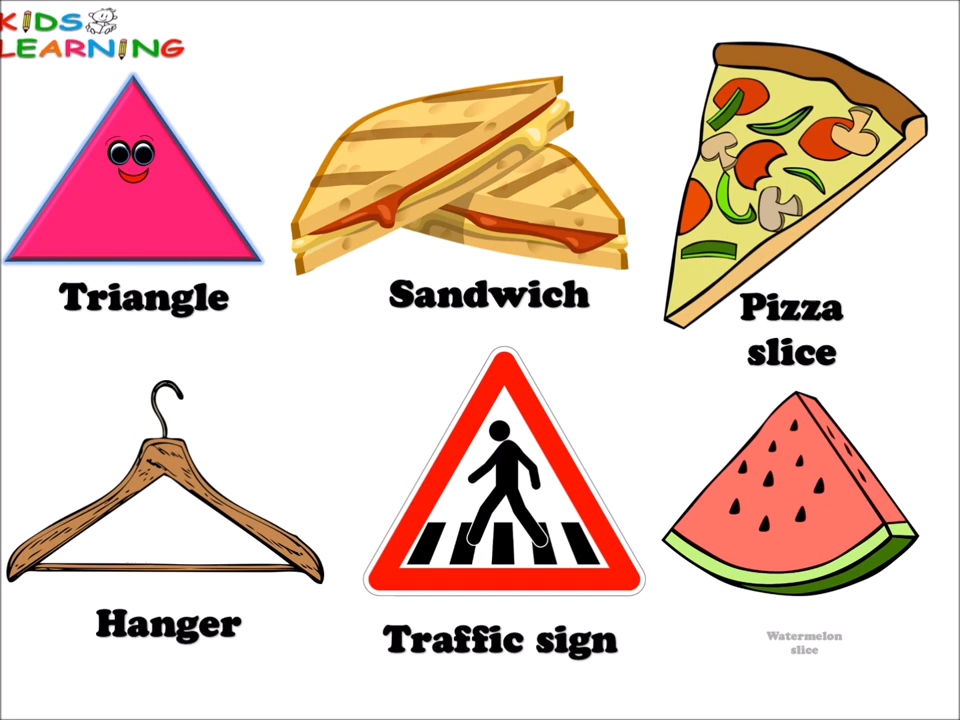 KIDS
LEARNING
Triangle
Sandwich
Pizza
slice
Hanger
Traffic sign
Watermelon
slice